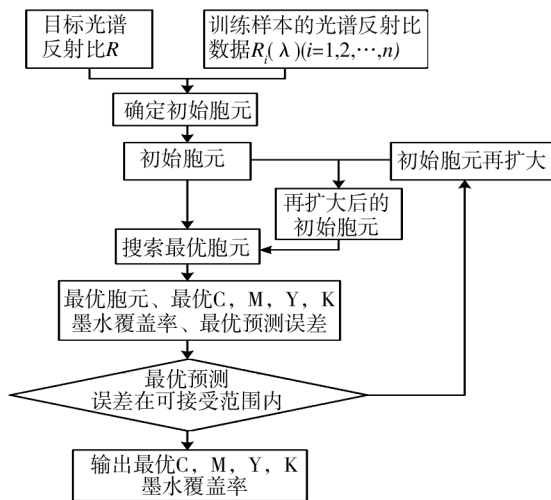 目标光谱
反射比R
训练样本的光谱反射比
数据Rᵢ(λ)(i=1,2,⋯,n)
确定初始胞元
初始胞元
初始胞元再扩大
再扩大后的
初始胞元
搜索最优胞元
最优胞元、最优C，M，Y，K
墨水覆盖率、最优预测误差
最优预测
误差在可接受范围内
输出最优C，M，Y，K
墨水覆盖率